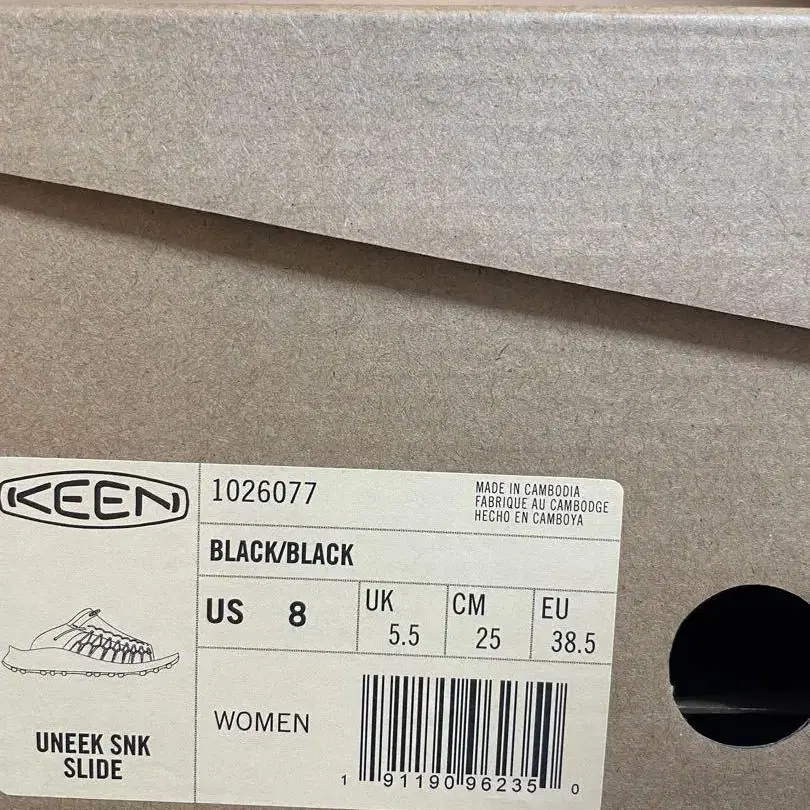 KEEN
1026077
MADE IN CAMBODIA
FABRIQUE AU CAMBODGE
HECHO EN CAMBOYA
BLACK/BLACK
US 8
UK 5.5
CM 25
EU 38.5
WOMEN
UNEEK SNK
SLIDE
1 91190 96235 0